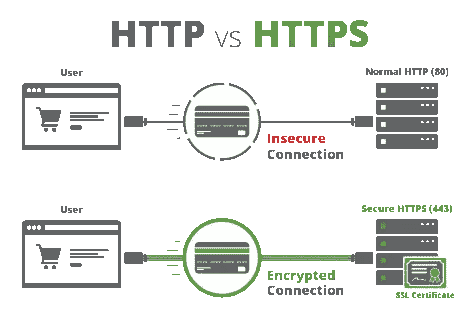 HTTP vs HTTPS
User
Normal HTTP (80)
Insecure
Connection
User
Secure HTTPS (443)
Encrypted
Connection
SSL Certificate